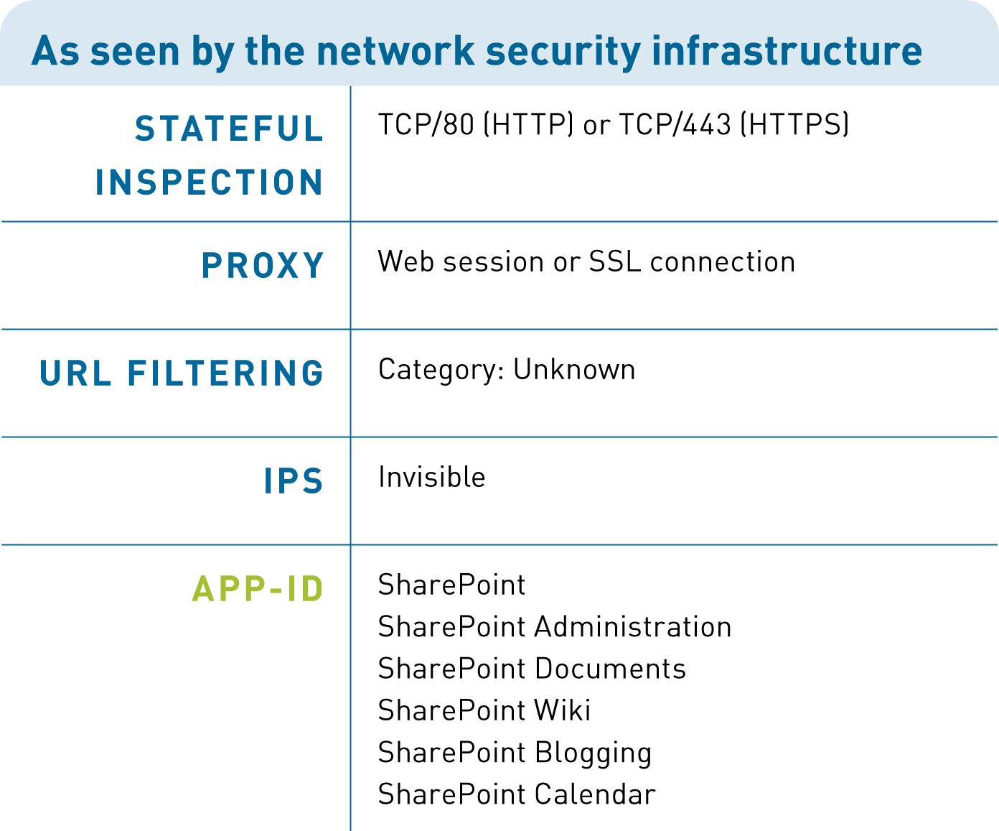 As seen by the network security infrastructure
STATEFUL
INSPECTION
TCP/80 (HTTP) or TCP/443 (HTTPS)
PROXY
Web session or SSL connection
URL FILTERING
Category: Unknown
IPS
Invisible
APP-ID
SharePoint
SharePoint Administration
SharePoint Documents
SharePoint Wiki
SharePoint Blogging
SharePoint Calendar